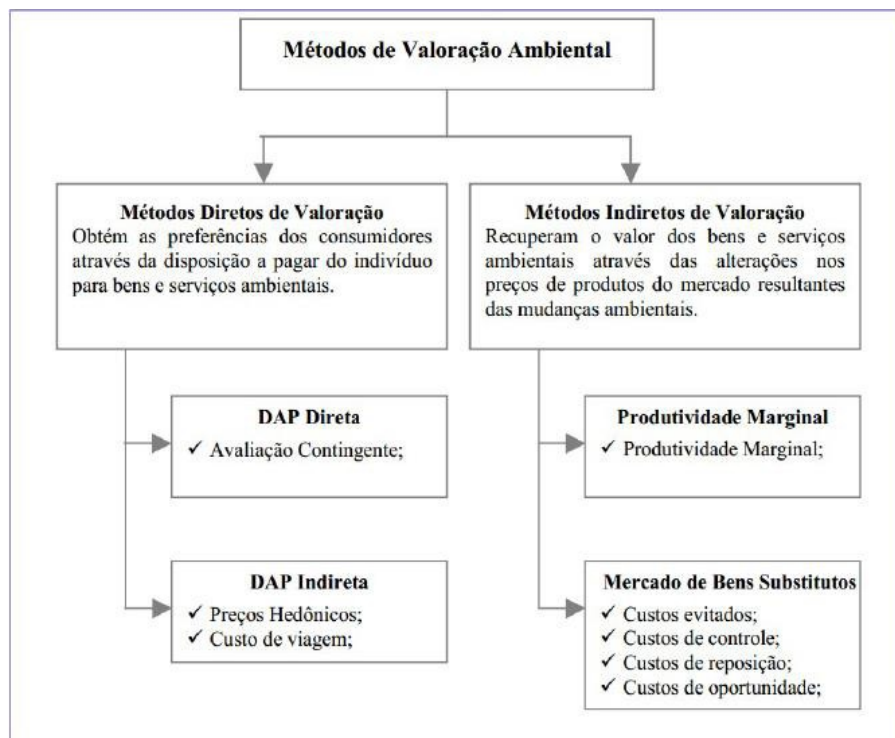 Métodos de Valoração Ambiental
Métodos Diretos de Valoração
Obtém as preferências dos consumidores
através da disposição a pagar do indivíduo
para bens e serviços ambientais.
Métodos Indiretos de Valoração
Recuperam o valor dos bens e serviços
ambientais através das alterações nos
preços de produtos do mercado resultantes
das mudanças ambientais.
DAP Direta
✓ Avaliação Contingente;
Produtividade Marginal
✓ Produtividade Marginal;
DAP Indireta
✓ Preços Hedônicos;
✓ Custo de viagem;
Mercado de Bens Substitutos
✓ Custos evitados;
✓ Custos de controle;
✓ Custos de reposição;
✓ Custos de oportunidade;